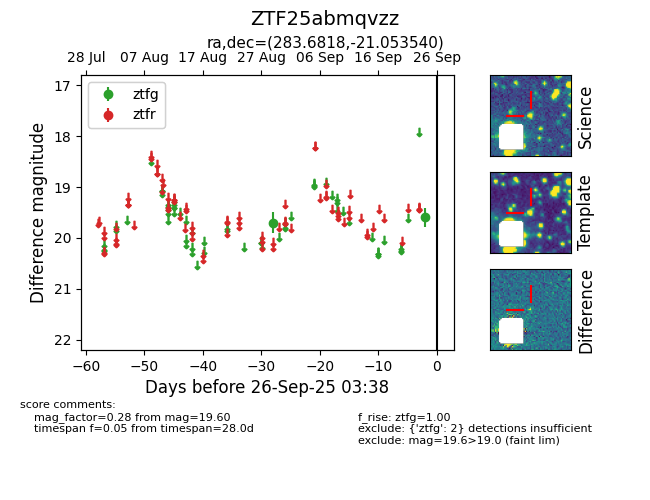 ZTF25abmqvzz
ra,dec=(283.6818,-21.053540)
28 Jul 07 Aug 17 Aug 27 Aug 06 Sep 16 Sep 26 Sep
ztfg
ztfr
17
18
19
20
21
22
Difference magnitude
−60 −50 −40 −30 −20 −10 0
Days before 26-Sep-25 03:38
Science
Template
Difference
score comments:
mag_factor=0.28 from mag=19.60
timespan f=0.05 from timespan=28.0d
f_rise: ztfg=1.00
exclude: {'ztfg': 2} detections insufficient
exclude: mag=19.6>19.0 (faint lim)